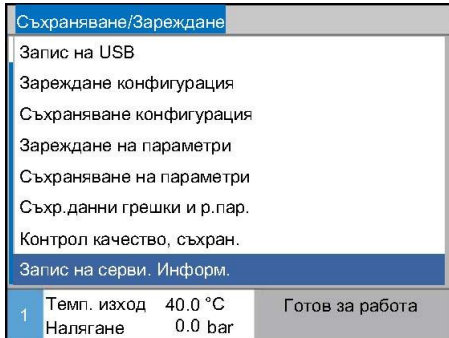 Съхраняване/Зареждане
Запис на USB
Зареждане конфигурация
Съхраняване конфигурация
Зареждане на параметри
Съхраняване на параметри
Съхр.данни грешки и р.пар.
Контрол качество, съхран.
Запис на серви. Информ.
1 Темп. изход 40.0 °C Готов за работа
Налягане 0.0 bar